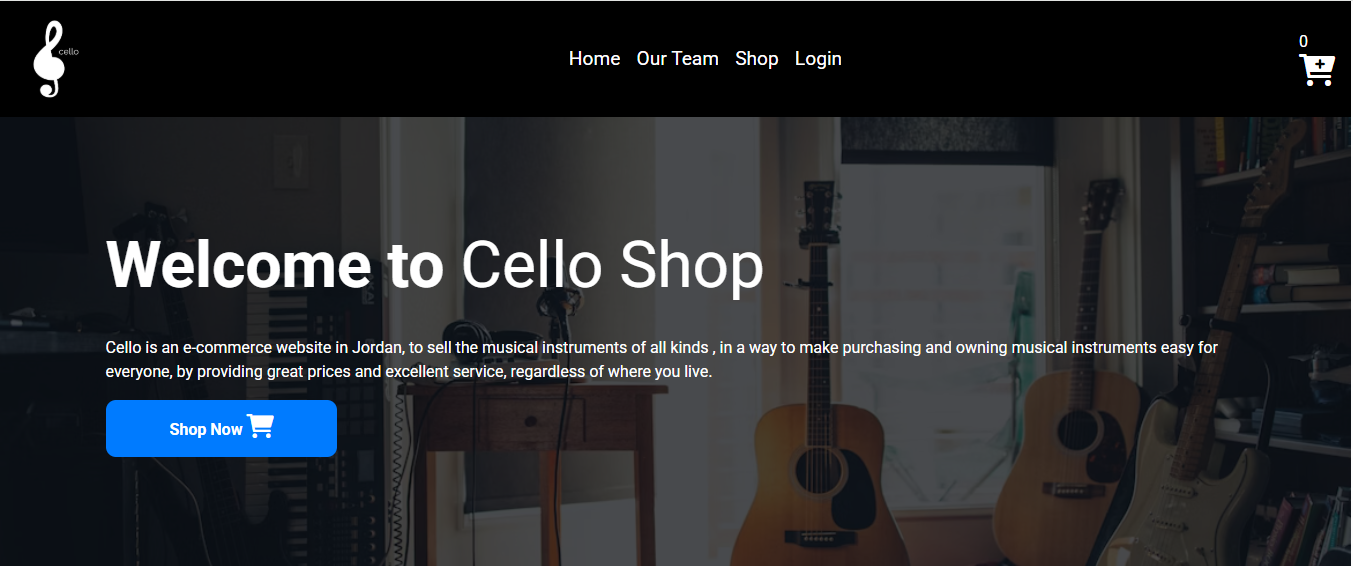 cello
Home Our Team Shop Login
0
Welcome to Cello Shop
Cello is an e-commerce website in Jordan, to sell the musical instruments of all kinds , in a way to make purchasing and owning musical instruments easy for
everyone, by providing great prices and excellent service, regardless of where you live.
Shop Now